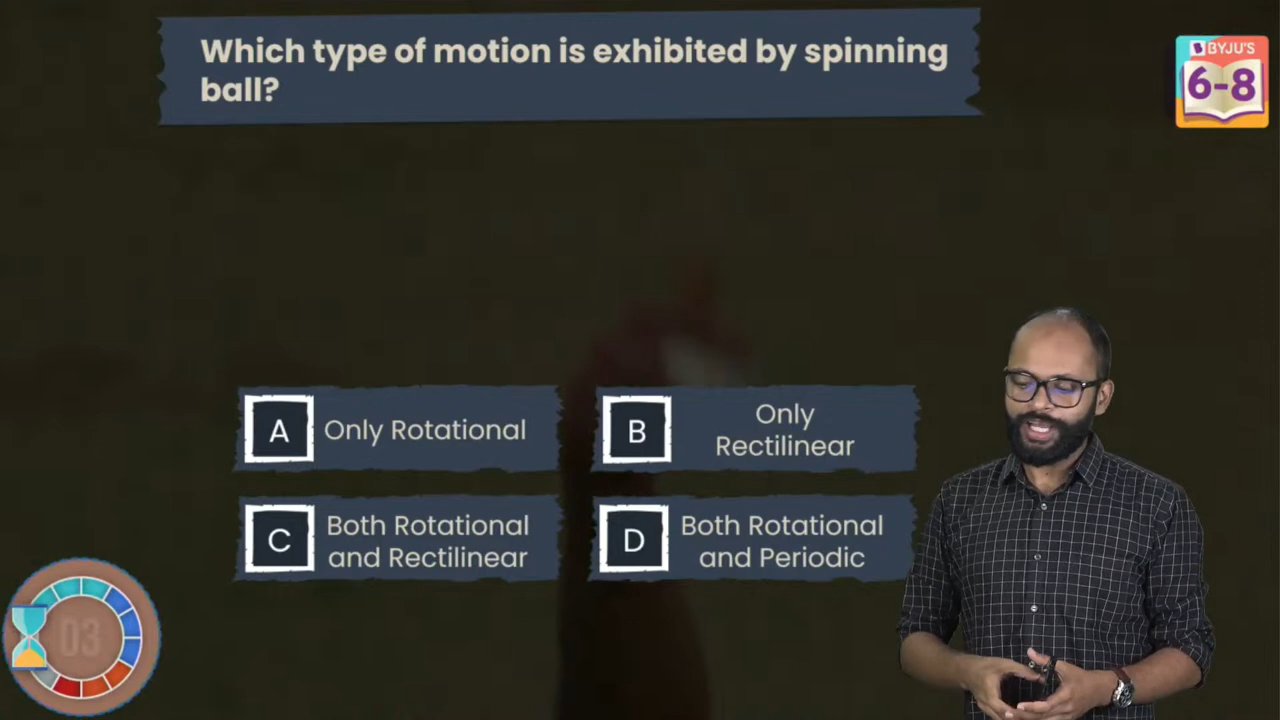 Which type of motion is exhibited by spinning
ball?
BYJU'S
6-8
A
Only Rotational
B
Only
Rectilinear
C
Both Rotational
and Rectilinear
D
Both Rotational
and Periodic
03